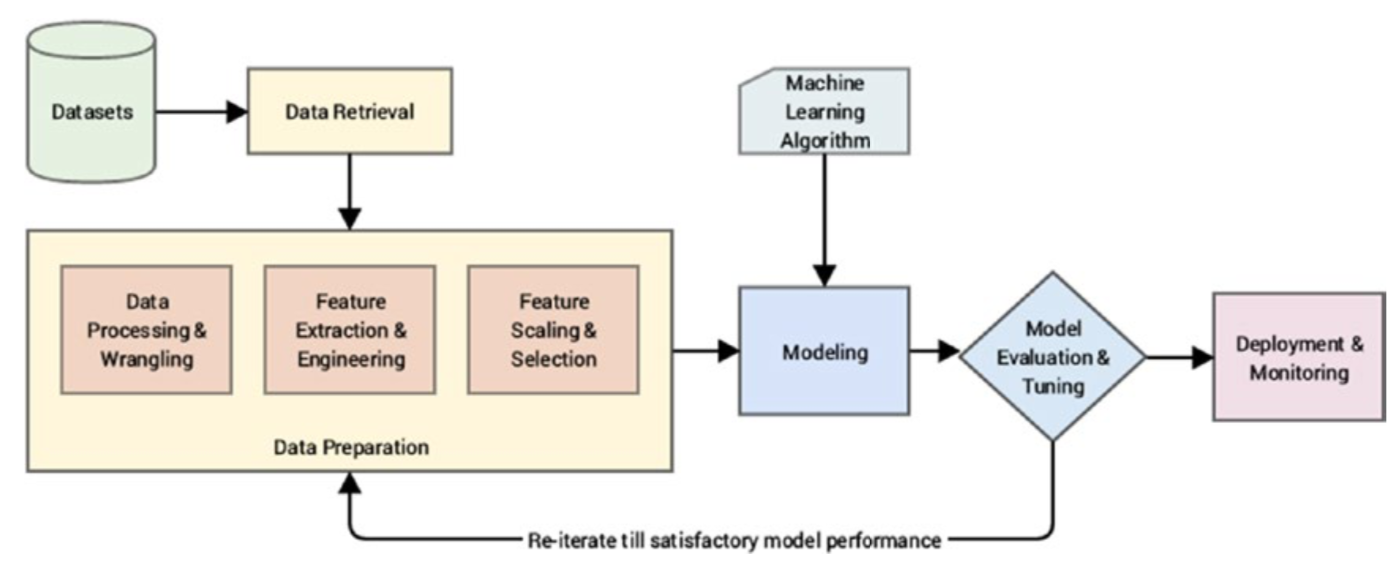 Datasets
Data Retrieval
Machine
Learning
Algorithm
Data
Processing &
Wrangling
Feature
Extraction &
Engineering
Feature
Scaling &
Selection
Data Preparation
Modeling
Model
Evaluation &
Tuning
Deployment &
Monitoring
Re-iterate till satisfactory model performance